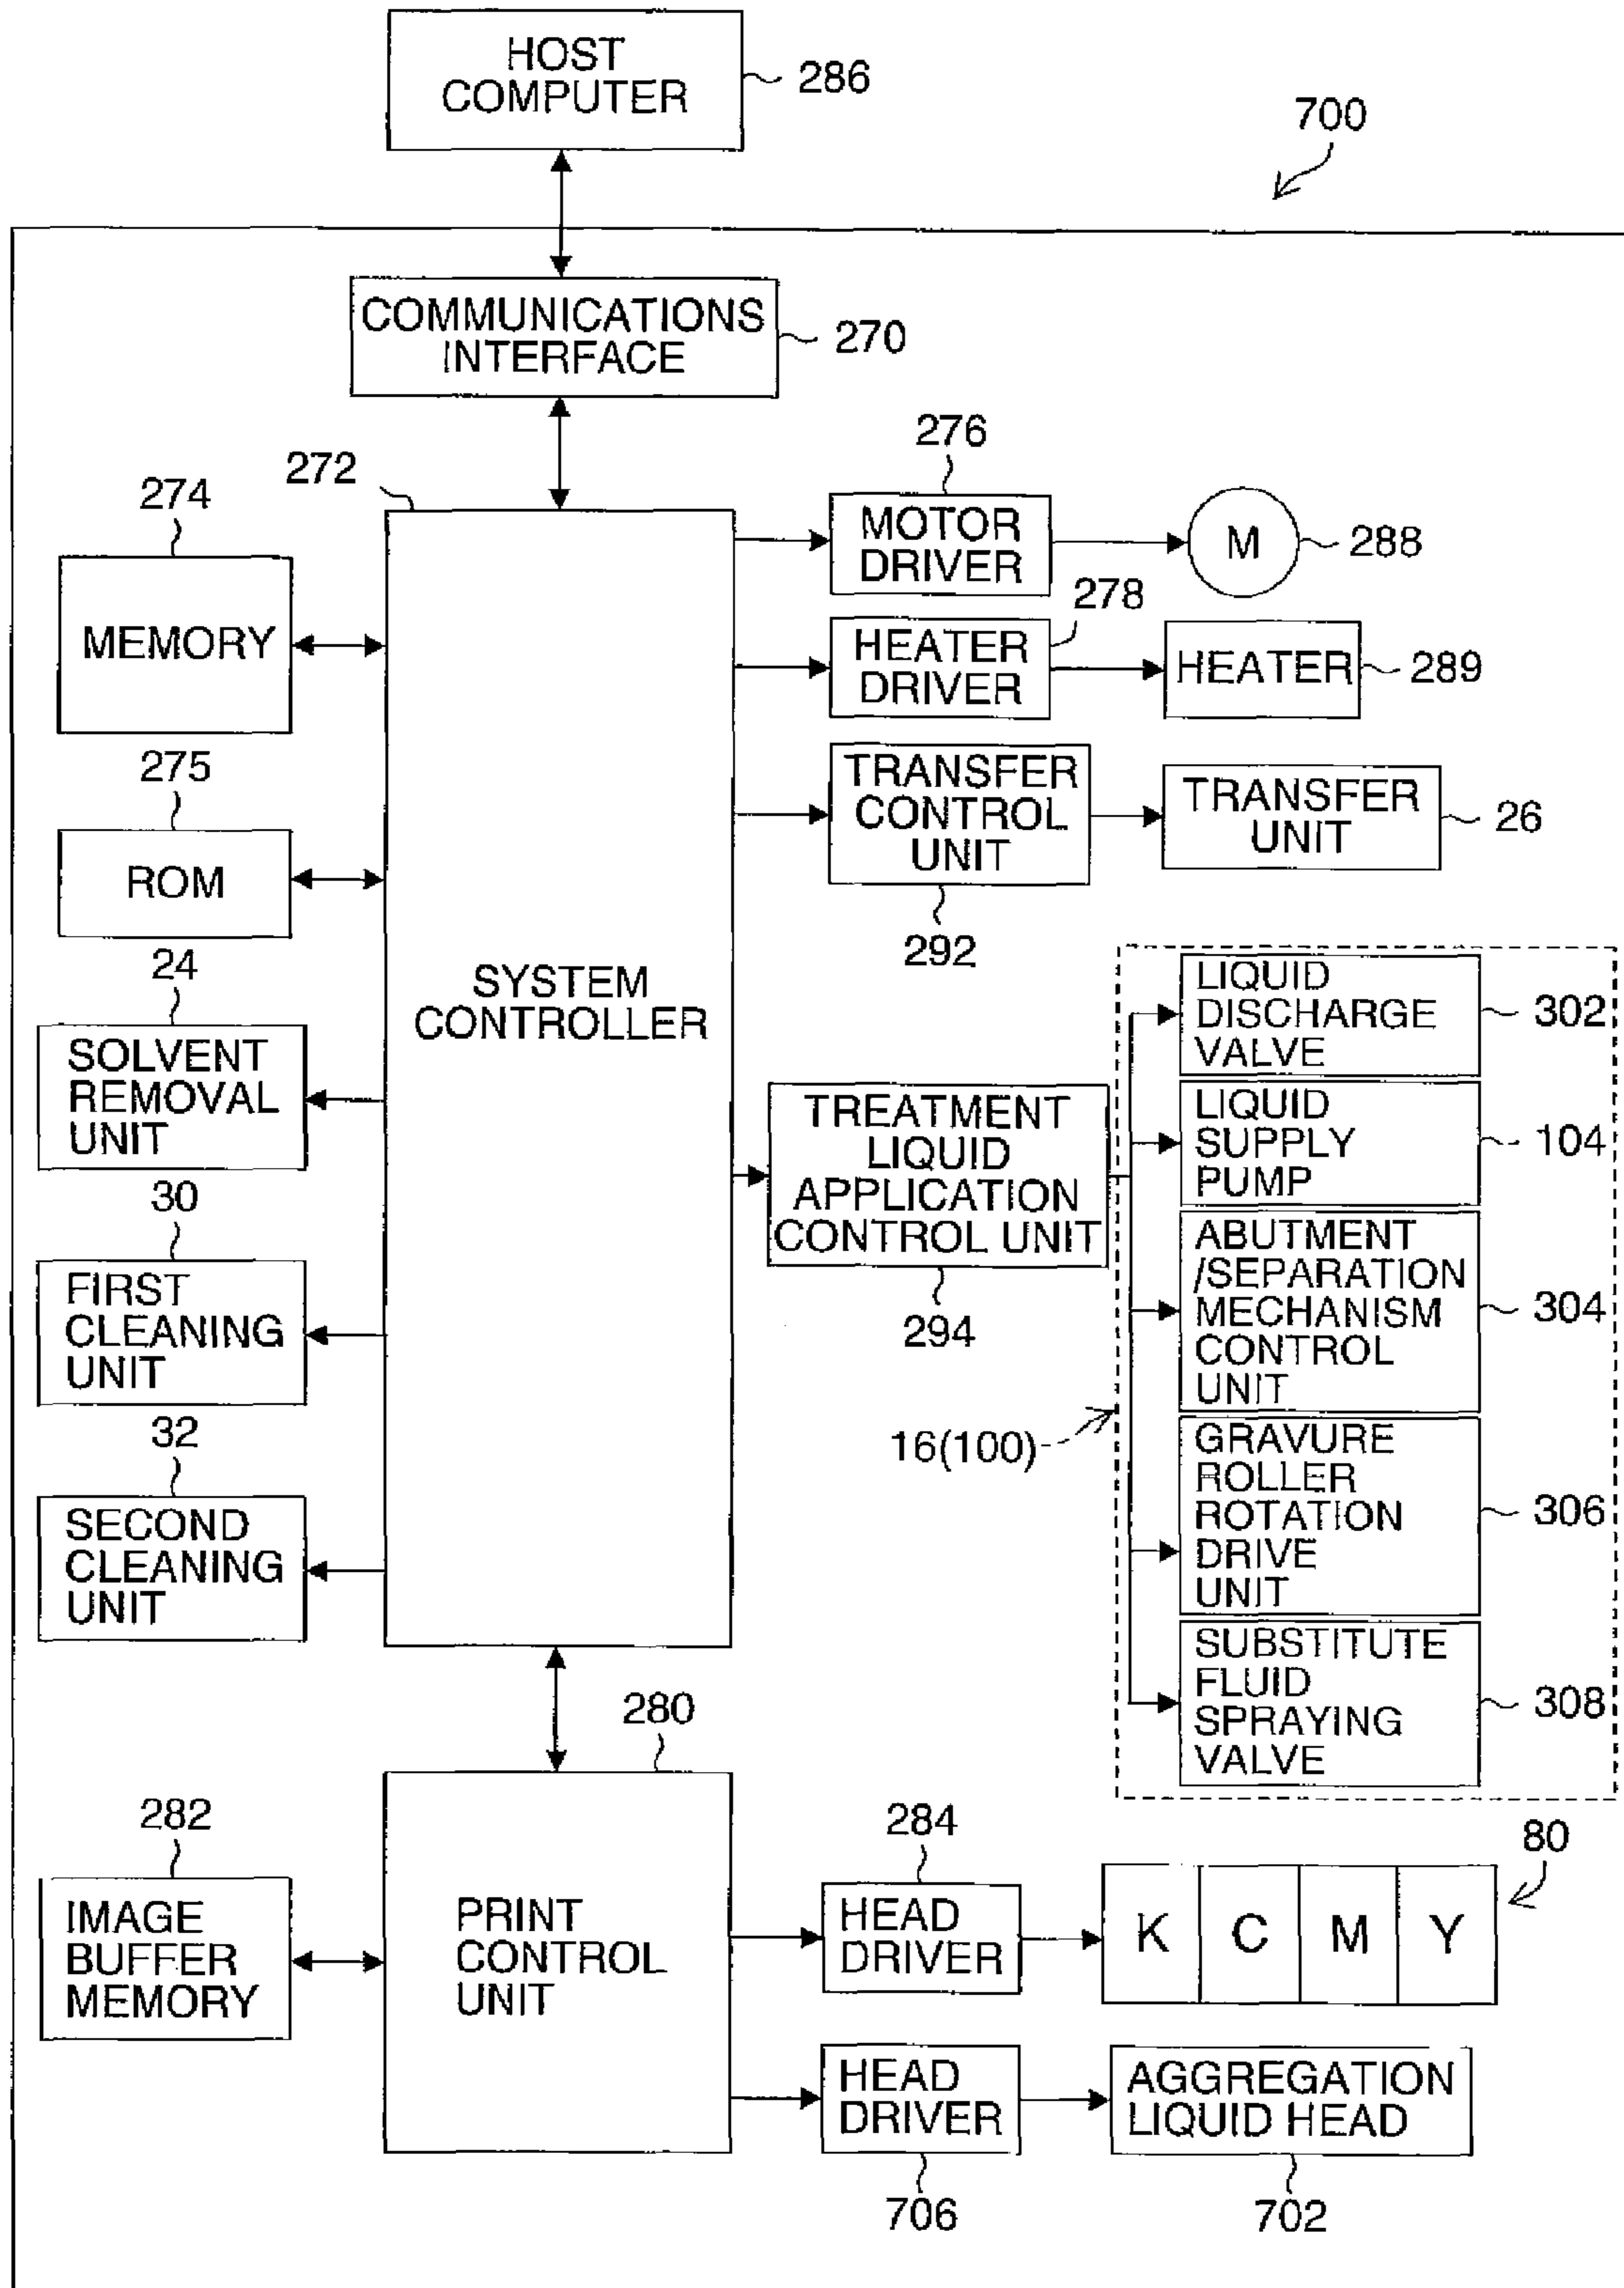 HOST
COMPUTER
286
700
COMMUNICATIONS
INTERFACE
270
272
276
274
MOTOR
DRIVER
M
288
MEMORY
278
HEATER
DRIVER
HEATER
289
275
ROM
TRANSFER
CONTROL
UNIT
TRANSFER
UNIT
26
292
24
SOLVENT
REMOVAL
UNIT
SYSTEM
CONTROLLER
LIQUID
DISCHARGE
VALVE
302
TREATMENT
LIQUID
APPLICATION
CONTROL UNIT
294
LIQUID
SUPPLY
PUMP
104
30
FIRST
CLEANING
UNIT
ABUTMENT
/SEPARATION
MECHANISM
CONTROL
UNIT
304
16(100)
32
SECOND
CLEANING
UNIT
GRAVURE
ROLLER
ROTATION
DRIVE
UNIT
306
SUBSTITUTE
FLUID
SPRAYING
VALVE
308
280
282
IMAGE
BUFFER
MEMORY
PRINT
CONTROL
UNIT
284
HEAD
DRIVER
80
K C M Y
HEAD
DRIVER
706
AGGREGATION
LIQUID HEAD
702